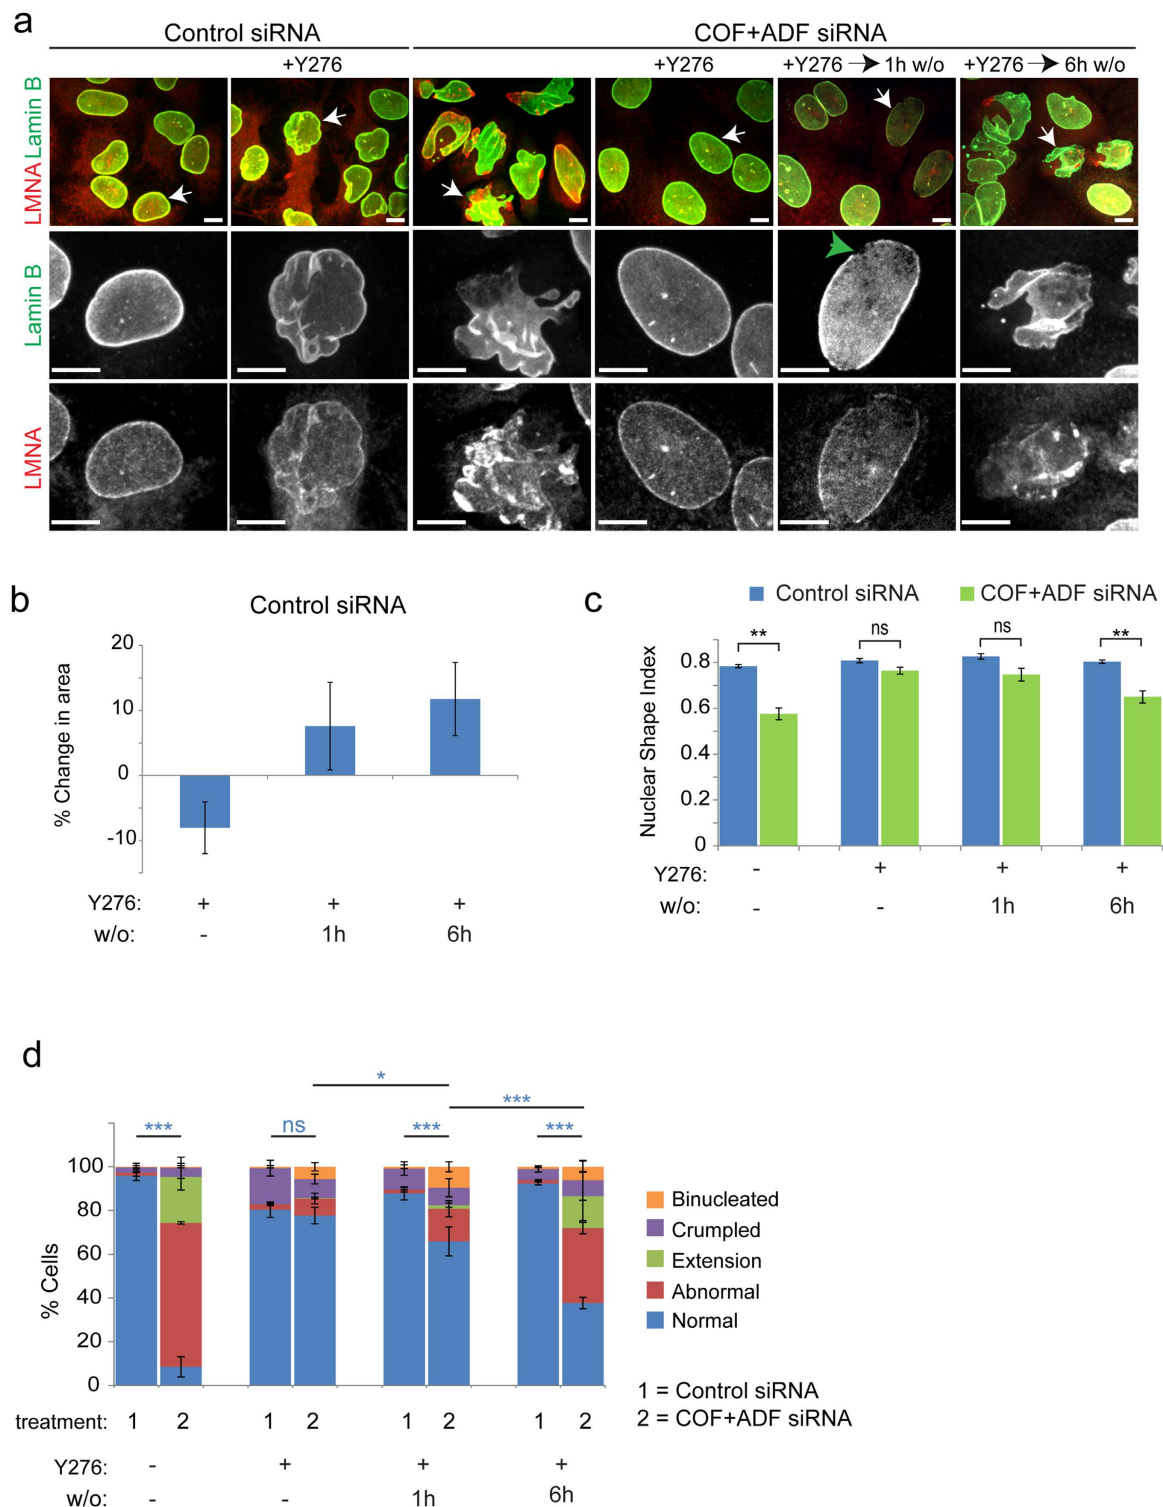 a
Control siRNA
COF+ADF siRNA
+Y276
+Y276
+Y276 → 1h w/o
+Y276 → 6h w/o
LMNA Lamin B
Lamin B
LMNA
b
Control siRNA
% Change in area
20
10
0
-10
Y276: + + +
w/o: - 1h 6h
c
Control siRNA
COF+ADF siRNA
** ns ns **
Nuclear Shape Index
0.8
0.6
0.4
0.2
0
Y276: - + + +
w/o: - - 1h 6h
d
*
***
*** ns *** ***
% Cells
100
80
60
40
20
0
Binucleated
Crumpled
Extension
Abnormal
Normal
1 = Control siRNA
2 = COF+ADF siRNA
treatment: 1 2 1 2 1 2 1 2
Y276: - + + +
w/o: - - 1h 6h